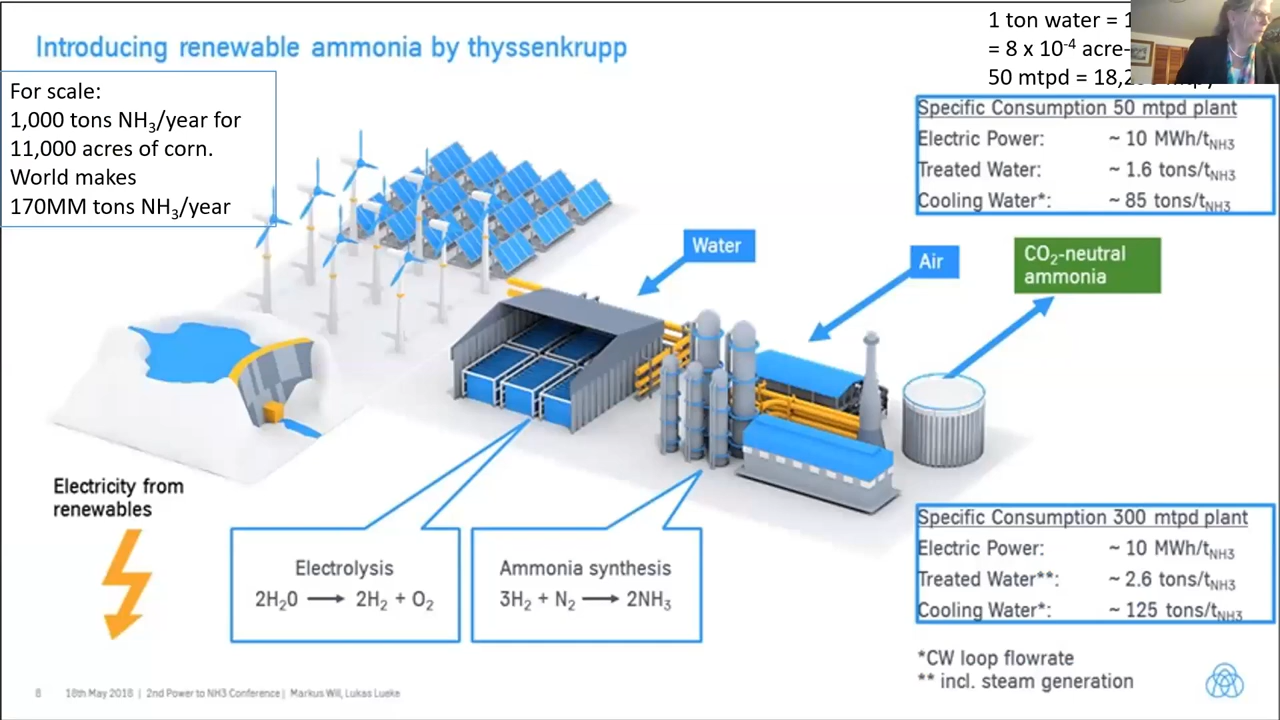 Introducing renewable ammonia by thyssenkrupp
1 ton water =
= 8 x 10⁻⁴ acre-
50 mtpd =
For scale:
1,000 tons NH₃/year for
11,000 acres of corn.
World makes
170MM tons NH₃/year
Specific Consumption 50 mtpd plant
Electric Power: ~ 10 MWh/tNH3
Treated Water: ~ 1.6 tons/tNH3
Cooling Water*: ~ 85 tons/tNH3
Water
Air
CO₂-neutral
ammonia
Electricity from
renewables
Electrolysis
2H₂O ⟶ 2H₂ + O₂
Ammonia synthesis
3H₂ + N₂ ⟶ 2NH₃
Specific Consumption 300 mtpd plant
Electric Power: ~ 10 MWh/tNH3
Treated Water**: ~ 2.6 tons/tNH3
Cooling Water*: ~ 125 tons/tNH3
*CW loop flowrate
** incl. steam generation
8 18th May 2018 | 2nd Power to NH3 Conference | Markus Will, Lukas Lueke